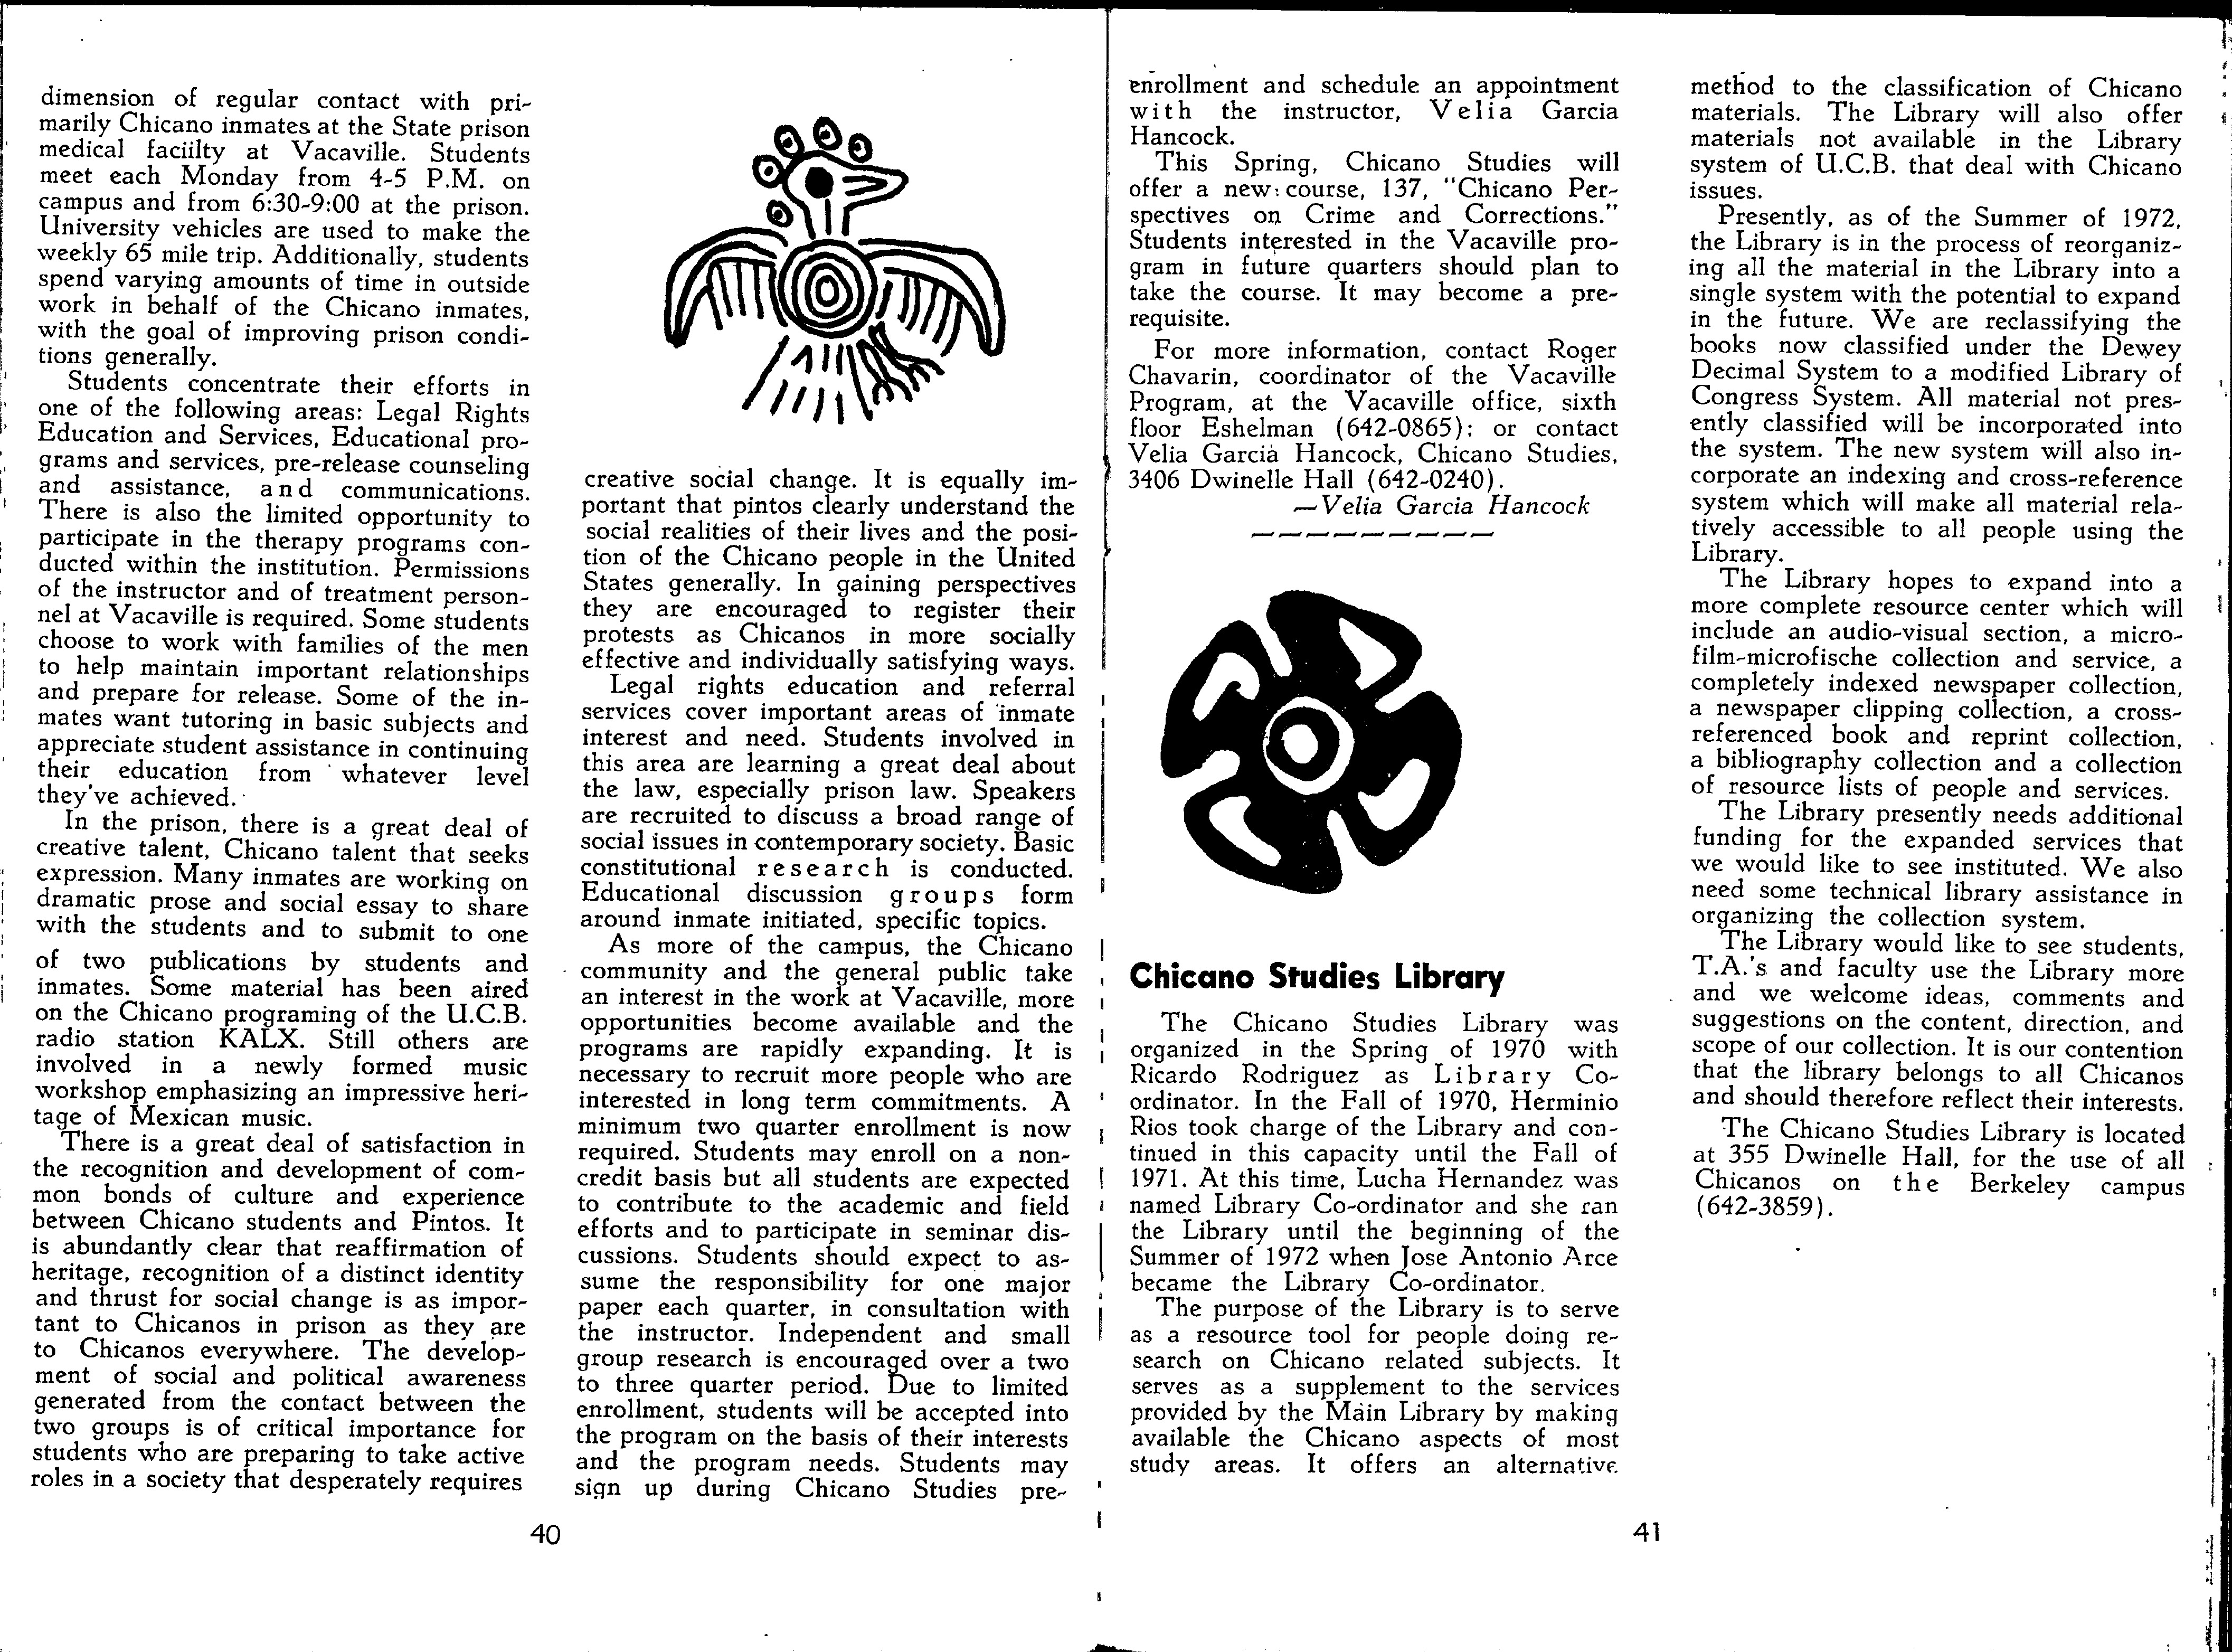 dimension of regular contact with pri-
marily Chicano inmates at the State prison
medical faciilty at Vacaville. Students
meet each Monday from 4-5 P.M. on
campus and from 6:30-9:00 at the prison.
University vehicles are used to make the
weekly 65 mile trip. Additionally, students
spend varying amounts of time in outside
work in behalf of the Chicano inmates,
with the goal of improving prison condi-
tions generally.
Students concentrate their efforts in
one of the following areas: Legal Rights
Education and Services, Educational pro-
grams and services, pre-release counseling
and assistance, and communications.
There is also the limited opportunity to
participate in the therapy programs con-
ducted within the institution. Permissions
of the instructor and of treatment person-
nel at Vacaville is required. Some students
choose to work with families of the men
to help maintain important relationships
and prepare for release. Some of the in-
mates want tutoring in basic subjects and
appreciate student assistance in continuing
their education from whatever level
they've achieved.
In the prison, there is a great deal of
creative talent, Chicano talent that seeks
expression. Many inmates are working on
dramatic prose and social essay to share
with the students and to submit to one
of two publications by students and
inmates. Some material has been aired
on the Chicano programing of the U.C.B.
radio station KALX. Still others are
involved in a newly formed music
workshop emphasizing an impressive heri-
tage of Mexican music.
There is a great deal of satisfaction in
the recognition and development of com-
mon bonds of culture and experience
between Chicano students and Pintos. It
is abundantly clear that reaffirmation of
heritage, recognition of a distinct identity
and thrust for social change is as impor-
tant to Chicanos in prison as they are
to Chicanos everywhere. The develop-
ment of social and political awareness
generated from the contact between the
two groups is of critical importance for
students who are preparing to take active
roles in a society that desperately requires
creative social change. It is equally im-
portant that pintos clearly understand the
social realities of their lives and the posi-
tion of the Chicano people in the United
States generally. In gaining perspectives
they are encouraged to register their
protests as Chicanos in more socially
effective and individually satisfying ways.
Legal rights education and referral
services cover important areas of inmate
interest and need. Students involved in
this area are learning a great deal about
the law, especially prison law. Speakers
are recruited to discuss a broad range of
social issues in contemporary society. Basic
constitutional research is conducted.
Educational discussion groups form
around inmate initiated, specific topics.
As more of the campus, the Chicano
community and the general public take
an interest in the work at Vacaville, more
opportunities become available and the
programs are rapidly expanding. It is
necessary to recruit more people who are
interested in long term commitments. A
minimum two quarter enrollment is now
required. Students may enroll on a non-
credit basis but all students are expected
to contribute to the academic and field
efforts and to participate in seminar dis-
cussions. Students should expect to as-
sume the responsibility for one major
paper each quarter, in consultation with
the instructor. Independent and small
group research is encouraged over a two
to three quarter period. Due to limited
enrollment, students will be accepted into
the program on the basis of their interests
and the program needs. Students may
sign up during Chicano Studies pre-
40
enrollment and schedule an appointment
with the instructor, Velia Garcia
Hancock.
This Spring, Chicano Studies will
offer a new course, 137, "Chicano Per-
spectives on Crime and Corrections."
Students interested in the Vacaville pro-
gram in future quarters should plan to
take the course. It may become a pre-
requisite.
For more information, contact Roger
Chavarin, coordinator of the Vacaville
Program, at the Vacaville office, sixth
floor Eshelman (642-0865); or contact
Velia Garcia Hancock, Chicano Studies,
3406 Dwinelle Hall (642-0240).
—Velia Garcia Hancock
Chicano Studies Library
The Chicano Studies Library was
organized in the Spring of 1970 with
Ricardo Rodriguez as Library Co-
ordinator. In the Fall of 1970, Herminio
Rios took charge of the Library and con-
tinued in this capacity until the Fall of
1971. At this time, Lucha Hernandez was
named Library Co-ordinator and she ran
the Library until the beginning of the
Summer of 1972 when Jose Antonio Arce
became the Library Co-ordinator.
The purpose of the Library is to serve
as a resource tool for people doing re-
search on Chicano related subjects. It
serves as a supplement to the services
provided by the Main Library by making
available the Chicano aspects of most
study areas. It offers an alternative
method to the classification of Chicano
materials. The Library will also offer
materials not available in the Library
system of U.C.B. that deal with Chicano
issues.
Presently, as of the Summer of 1972,
the Library is in the process of reorganiz-
ing all the material in the Library into a
single system with the potential to expand
in the future. We are reclassifying the
books now classified under the Dewey
Decimal System to a modified Library of
Congress System. All material not pres-
ently classified will be incorporated into
the system. The new system will also in-
corporate an indexing and cross-reference
system which will make all material rela-
tively accessible to all people using the
Library.
The Library hopes to expand into a
more complete resource center which will
include an audio-visual section, a micro-
film-microfische collection and service, a
completely indexed newspaper collection,
a newspaper clipping collection, a cross-
referenced book and reprint collection,
a bibliography collection and a collection
of resource lists of people and services.
The Library presently needs additional
funding for the expanded services that
we would like to see instituted. We also
need some technical library assistance in
organizing the collection system.
The Library would like to see students,
T.A.'s and faculty use the Library more
and we welcome ideas, comments and
suggestions on the content, direction, and
scope of our collection. It is our contention
that the library belongs to all Chicanos
and should therefore reflect their interests.
The Chicano Studies Library is located
at 355 Dwinelle Hall, for the use of all
Chicanos on the Berkeley campus
(642-3859).
41